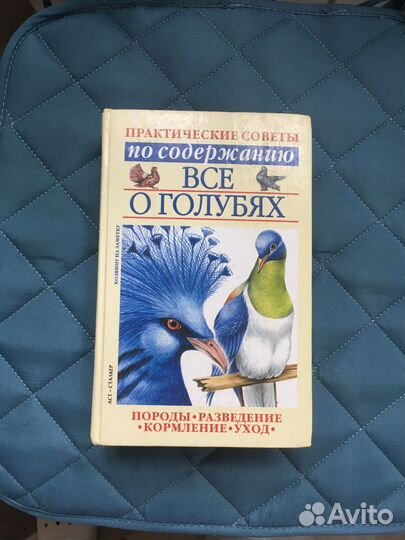 ПРАКТИЧЕСКИЕ СОВЕТЫ
по содержанию
ВСЕ
О ГОЛУБЯХ
ХОЗЯИНУ НА ЗАМЕТКУ
АСТ - СТАЛКЕР
ПОРОДЫ • РАЗВЕДЕНИЕ
• КОРМЛЕНИЕ • УХОД •
Avito